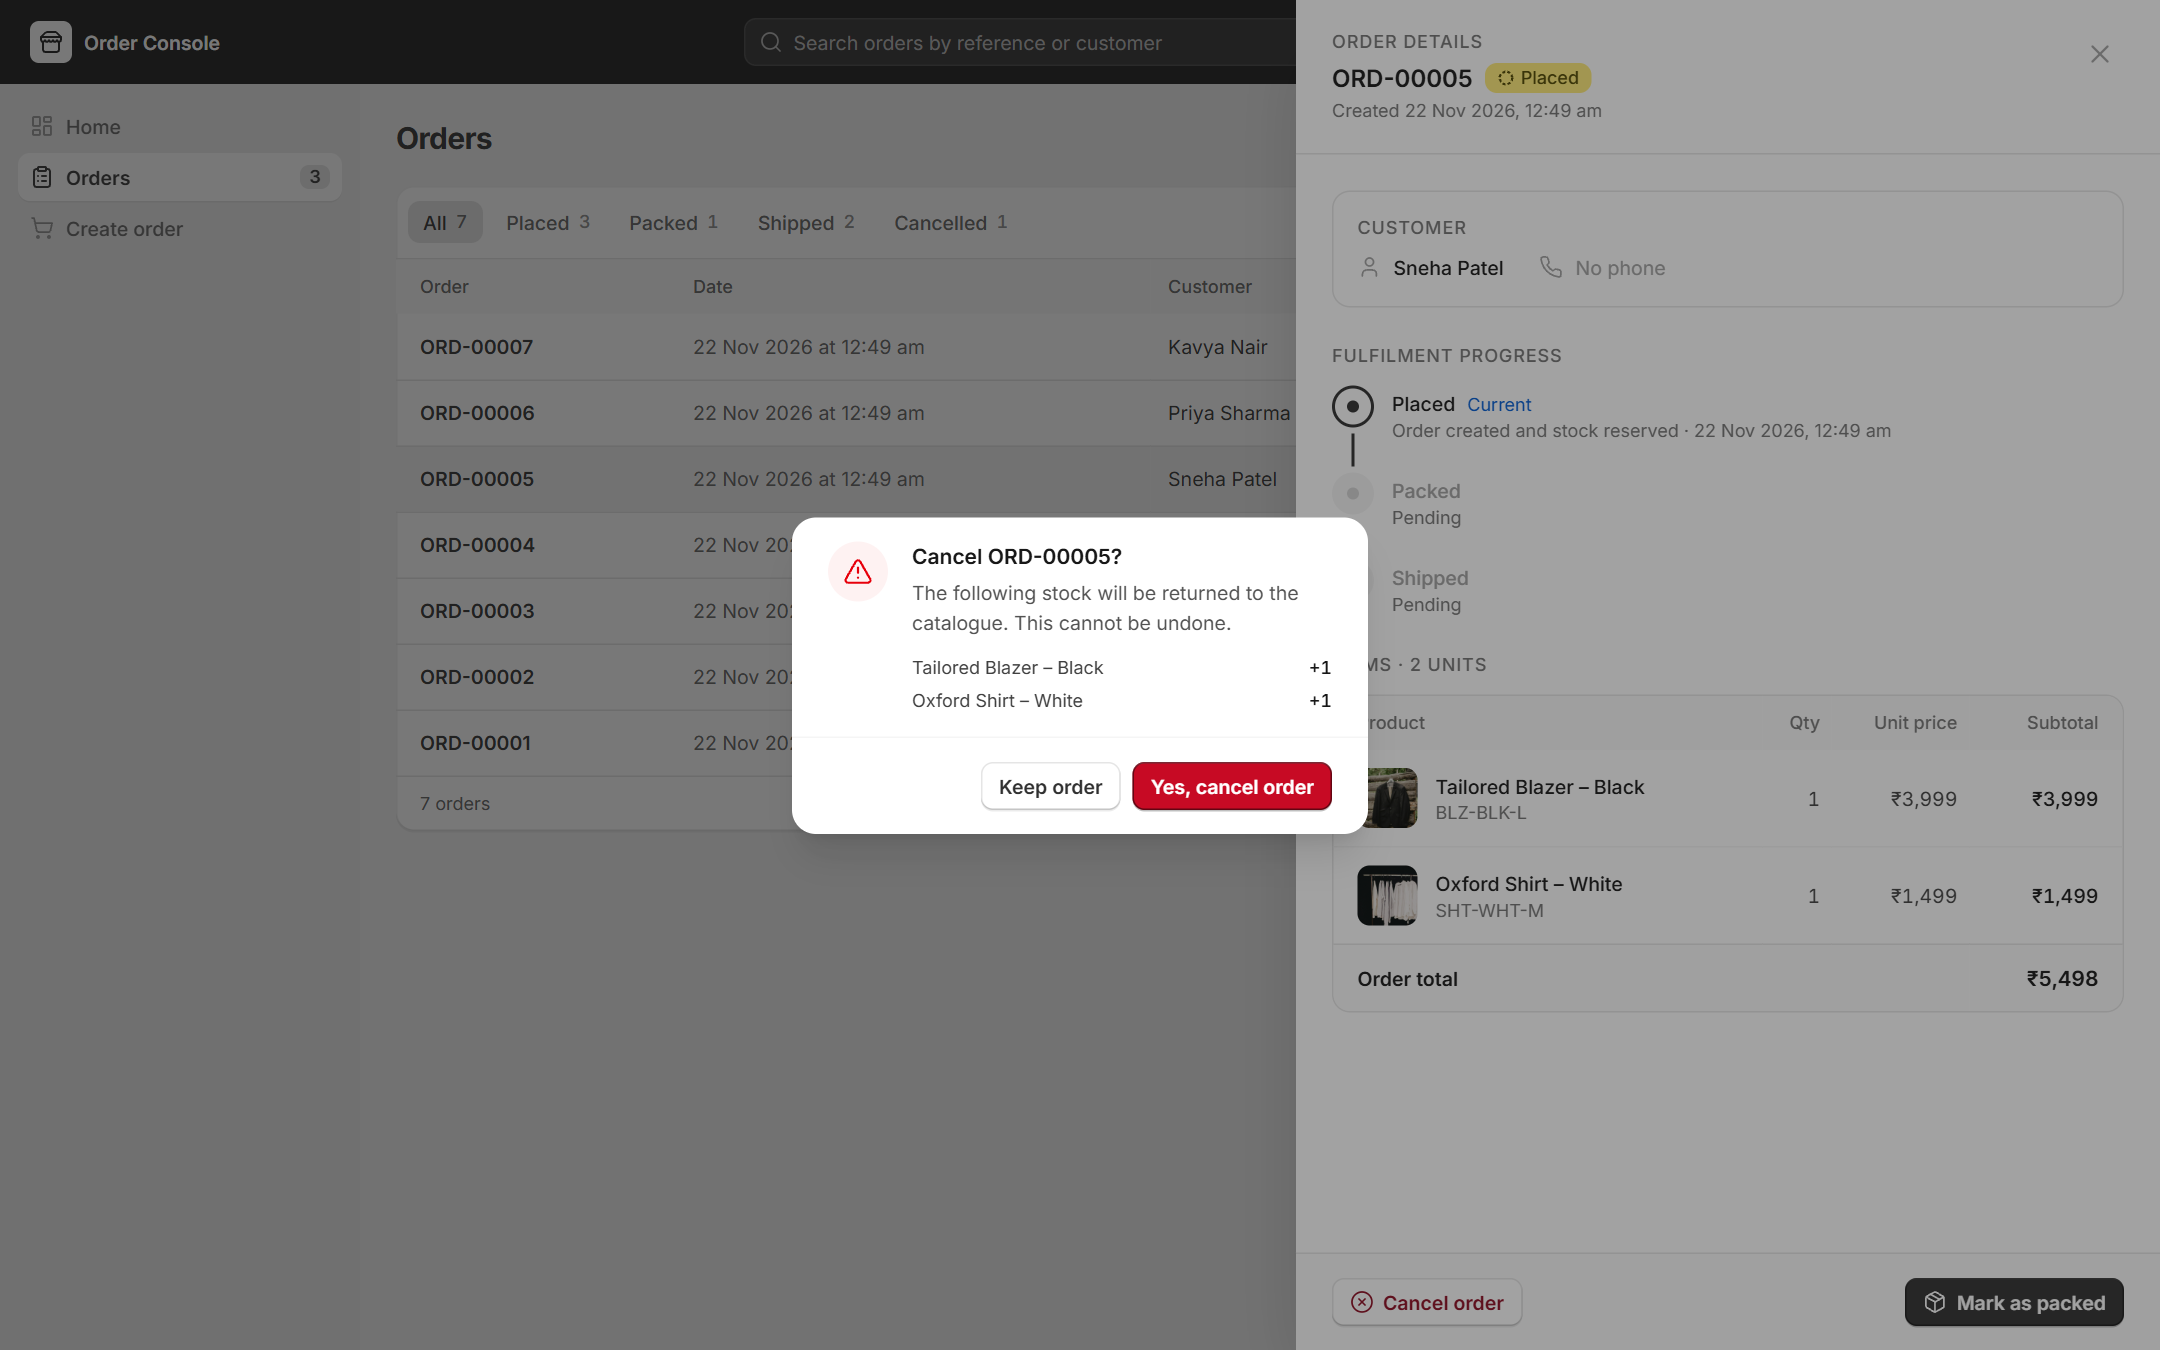 Order Console
Search orders by reference or customer
Home
Orders 3
Create order
Orders
All 7 Placed 3 Packed 1 Shipped 2 Cancelled 1
Order Date Customer
ORD-00007 22 Nov 2026 at 12:49 am Kavya Nair
ORD-00006 22 Nov 2026 at 12:49 am Priya Sharma
ORD-00005 22 Nov 2026 at 12:49 am Sneha Patel
ORD-00004 22 Nov
ORD-00003 22 Nov
ORD-00002 22 Nov
ORD-00001 22 Nov
7 orders
ORDER DETAILS
ORD-00005 Placed
Created 22 Nov 2026, 12:49 am
CUSTOMER
Sneha Patel No phone
FULFILMENT PROGRESS
Placed Current
Order created and stock reserved · 22 Nov 2026, 12:49 am
Packed
Pending
Shipped
Pending
· 2 UNITS
Qty Unit price Subtotal
Tailored Blazer – Black 1 ₹3,999 ₹3,999
BLZ-BLK-L
Oxford Shirt – White 1 ₹1,499 ₹1,499
SHT-WHT-M
Order total ₹5,498
Cancel order Mark as packed
Cancel ORD-00005?
The following stock will be returned to the
catalogue. This cannot be undone.
Tailored Blazer – Black +1
Oxford Shirt – White +1
Keep order Yes, cancel order